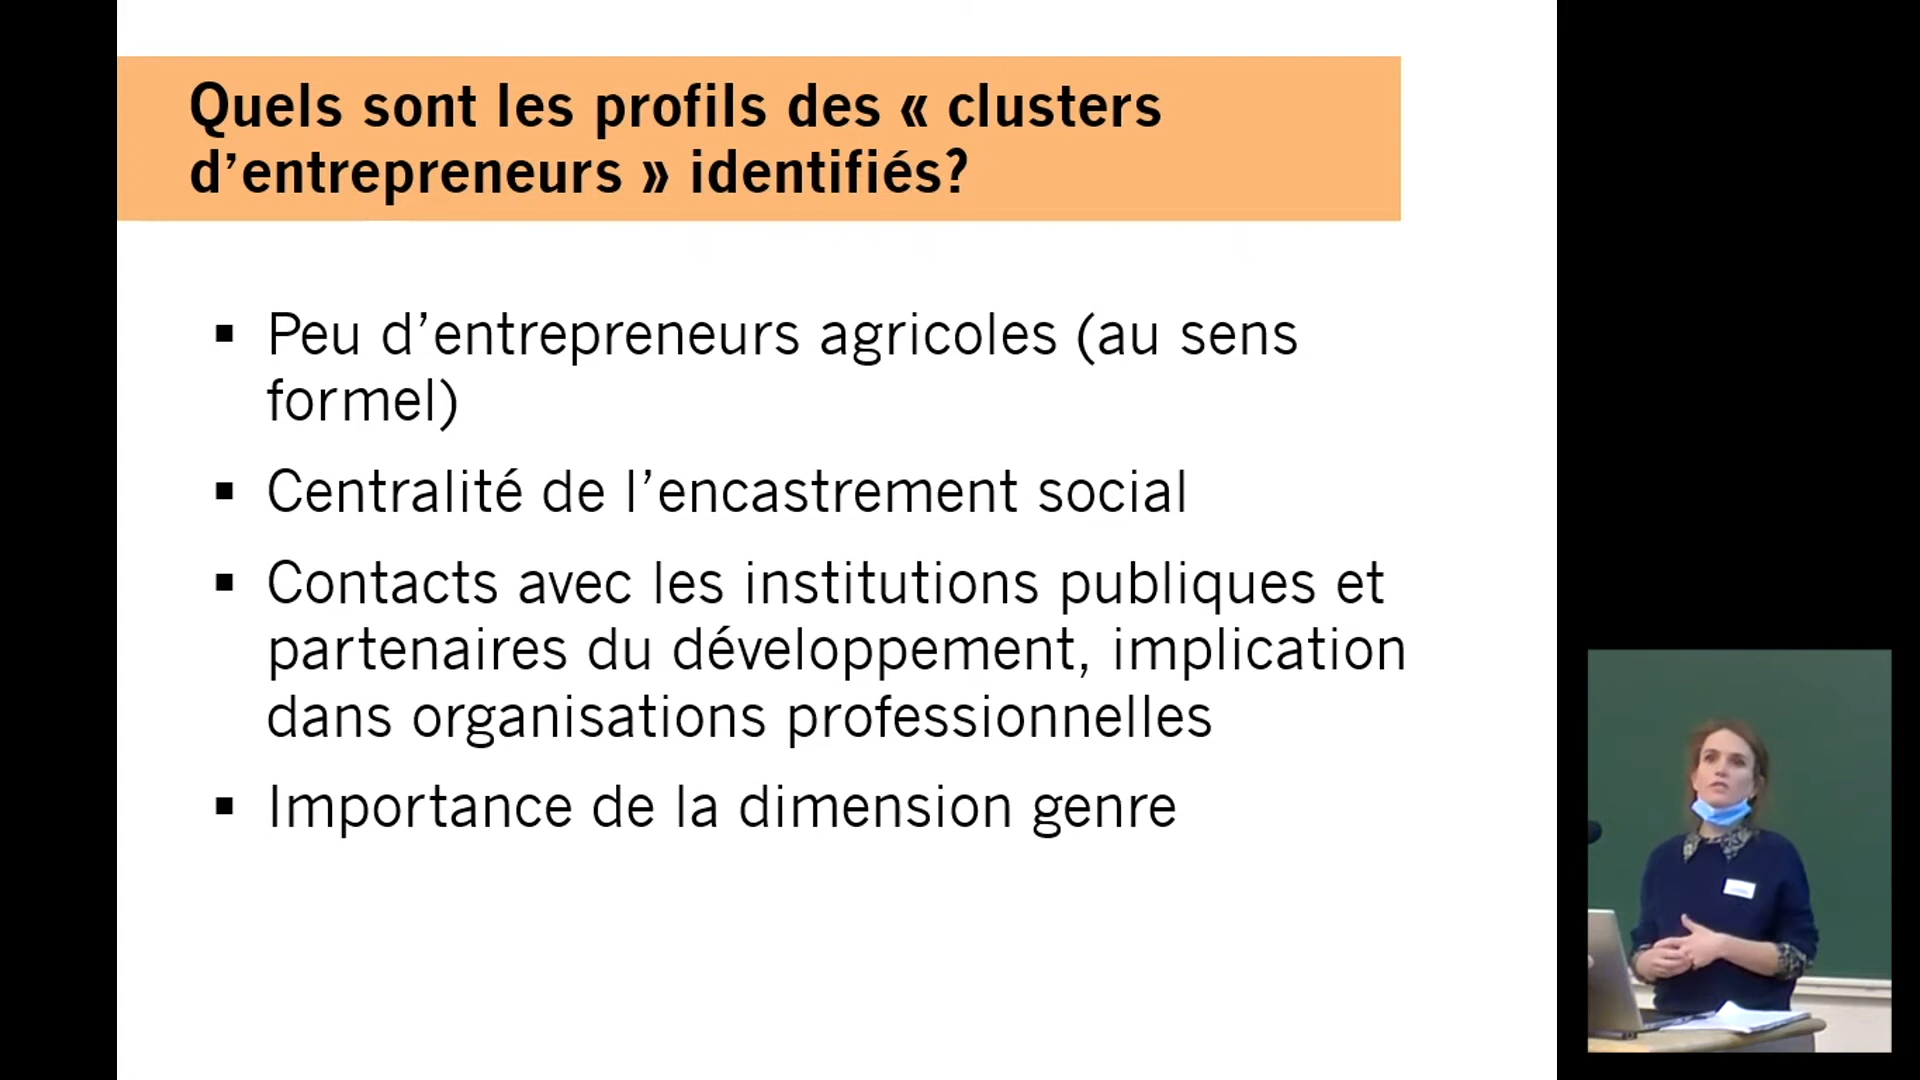 Quels sont les profils des « clusters
d’entrepreneurs » identifiés?
▪ Peu d’entrepreneurs agricoles (au sens
formel)
▪ Centralité de l’encastrement social
▪ Contacts avec les institutions publiques et
partenaires du développement, implication
dans organisations professionnelles
▪ Importance de la dimension genre